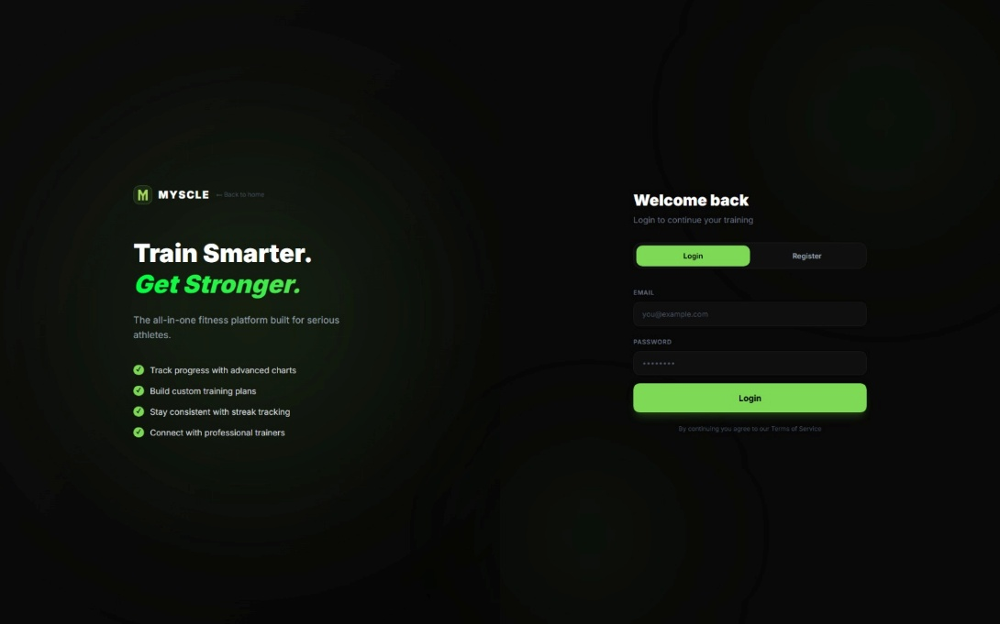 M MYSCLE ← Back to home
Train Smarter.
Get Stronger.
The all-in-one fitness platform built for serious
athletes.
✓ Track progress with advanced charts
✓ Build custom training plans
✓ Stay consistent with streak tracking
✓ Connect with professional trainers
Welcome back
Login to continue your training
Login Register
EMAIL
you@example.com
PASSWORD
••••••••
Login
By continuing you agree to our Terms of Service